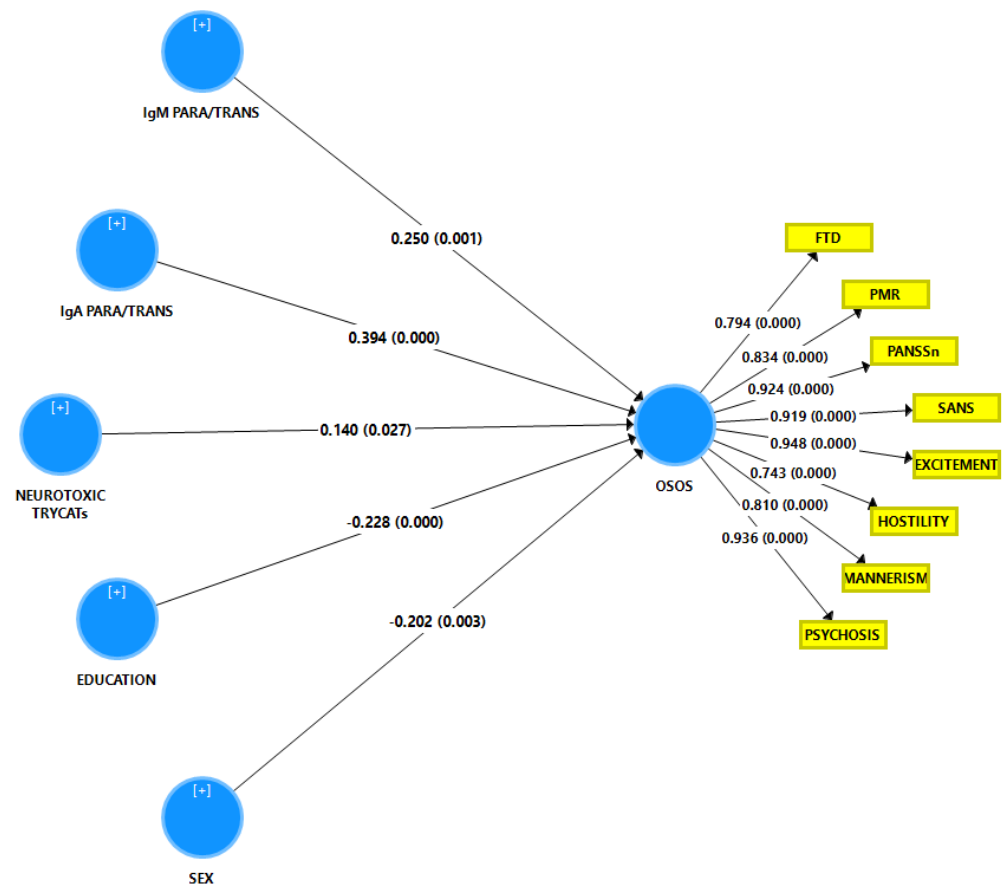 [+]
IgM PARA/TRANS
0.250 (0.001)
[+]
IgA PARA/TRANS
0.394 (0.000)
[+]
NEUROTOXIC
TRYCATs
0.140 (0.027)
[+]
EDUCATION
-0.228 (0.000)
[+]
SEX
-0.202 (0.003)
OSOS
0.794 (0.000)
FTD
0.834 (0.000)
PMR
0.924 (0.000)
PANSSn
0.919 (0.000)
SANS
0.948 (0.000)
EXCITEMENT
0.743 (0.000)
HOSTILITY
0.810 (0.000)
MANNERISM
0.936 (0.000)
PSYCHOSIS